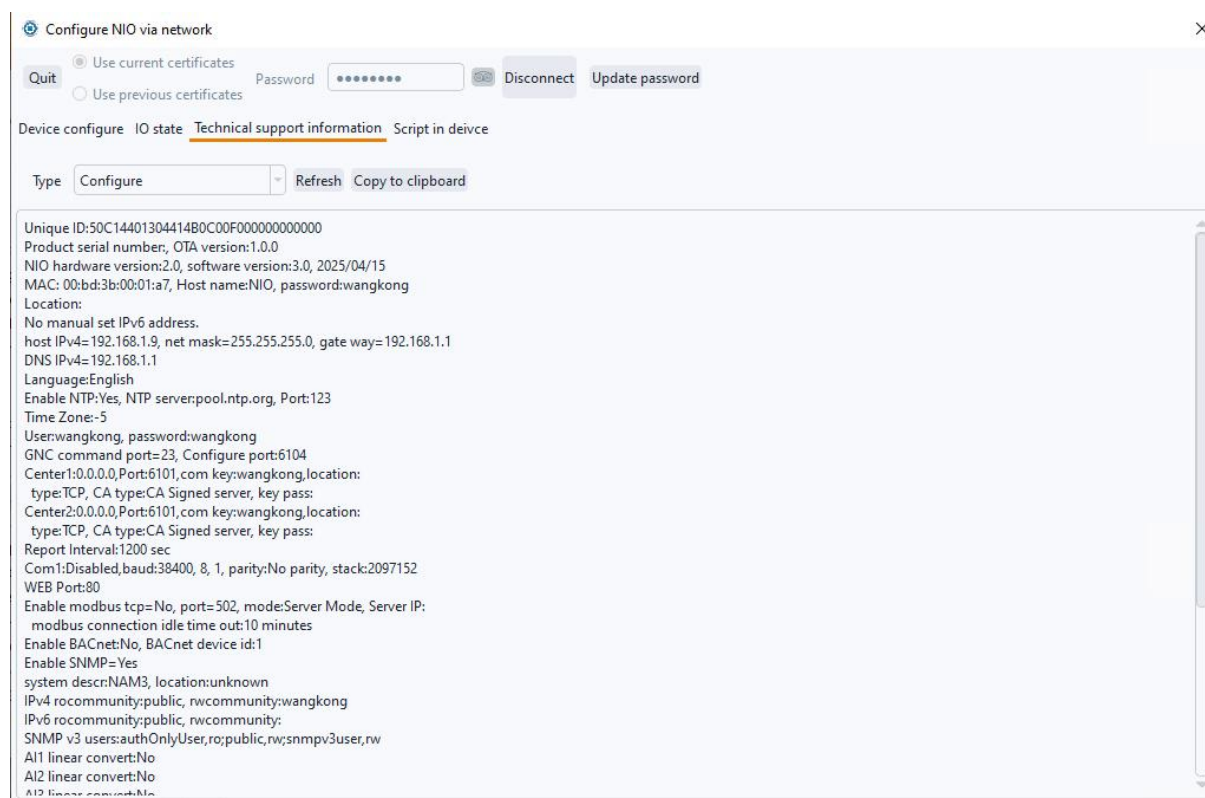 Configure NIO via network
Quit
Use current certificates
Use previous certificates
Password
Disconnect
Update password
Device configure IO state Technical support information Script in deivce
Type Configure Refresh Copy to clipboard
Unique ID:50C14401304414B0C00F000000000000
Product serial number:, OTA version:1.0.0
NIO hardware version:2.0, software version:3.0, 2025/04/15
MAC: 00:bd:3b:00:01:a7, Host name:NIO, password:wangkong
Location:
No manual set IPv6 address.
host IPv4=192.168.1.9, net mask=255.255.255.0, gate way=192.168.1.1
DNS IPv4=192.168.1.1
Language:English
Enable NTP:Yes, NTP server:pool.ntp.org, Port:123
Time Zone:-5
User:wangkong, password:wangkong
GNC command port=23, Configure port:6104
Center1:0.0.0.0,Port:6101,com key:wangkong,location:
type:TCP, CA type:CA Signed server, key pass:
Center2:0.0.0.0,Port:6101,com key:wangkong,location:
type:TCP, CA type:CA Signed server, key pass:
Report Interval:1200 sec
Com1:Disabled,baud:38400, 8, 1, parity:No parity, stack:2097152
WEB Port:80
Enable modbus tcp=No, port=502, mode:Server Mode, Server IP:
modbus connection idle time out:10 minutes
Enable BACnet:No, BACnet device id:1
Enable SNMP=Yes
system descr:NAM3, location:unknown
IPv4 rocommunity:public, rwcommunity:wangkong
IPv6 rocommunity:public, rwcommunity:
SNMP v3 users:authOnlyUser,ro;public,rw;snmpv3user,rw
AI1 linear convert:No
AI2 linear convert:No
AI3 linear convert:No